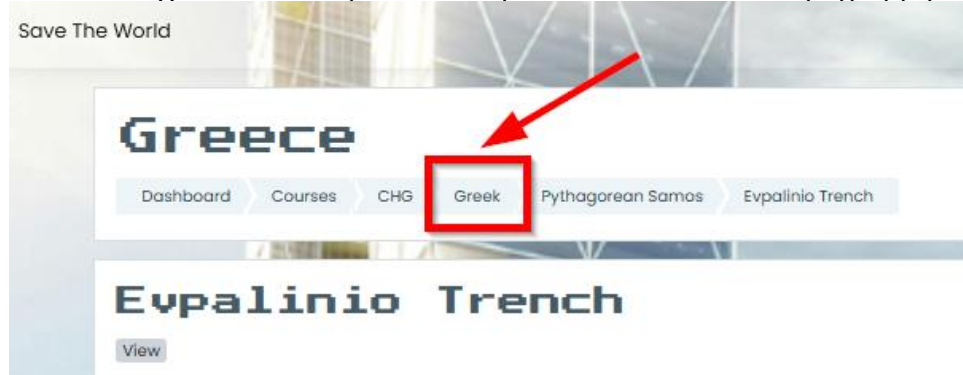 Save The World
Greece
Dashboard Courses CHG Greek Pythagorean Samos Evpalinio Trench
Evpalinio Trench
View